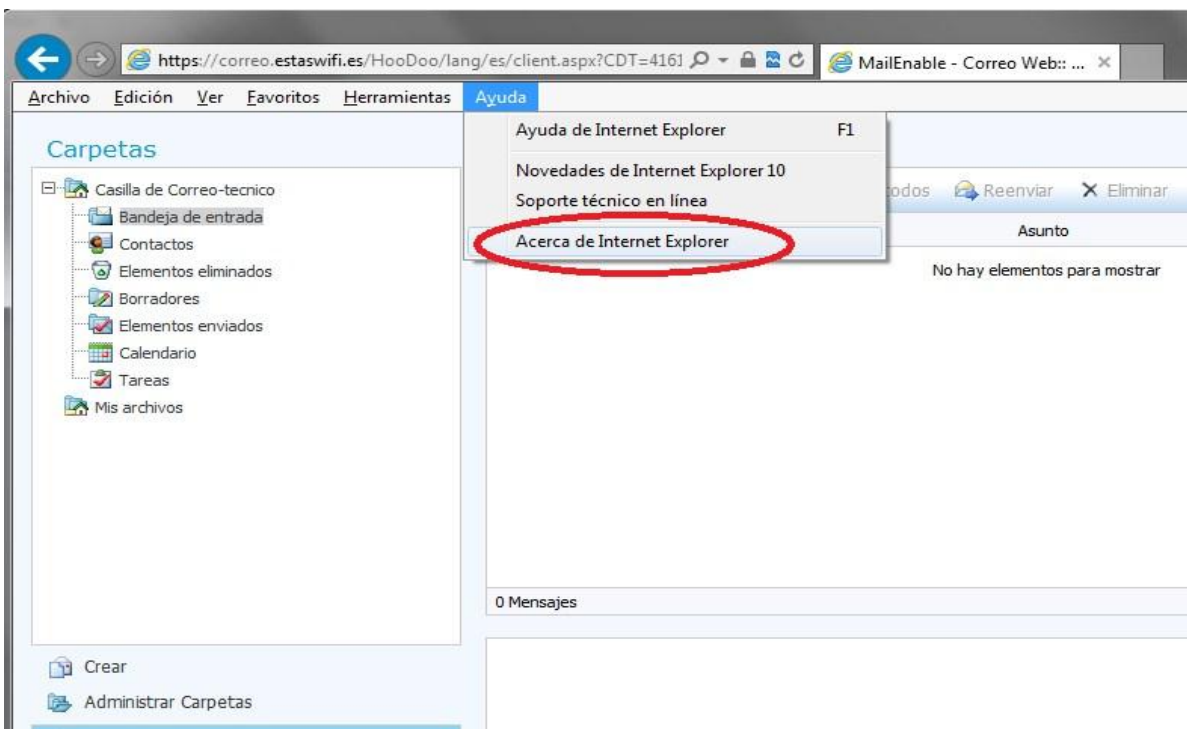 https://correo.estaswifi.es/HooDoo/lang/es/client.aspx?CDT=4161
MailEnable - Correo Web:: ...
Archivo Edición Ver Favoritos Herramientas Ayuda
Ayuda de Internet Explorer F1
Novedades de Internet Explorer 10
Soporte técnico en línea
Acerca de Internet Explorer
Carpetas
Casilla de Correo-tecnico
Bandeja de entrada
Contactos
Elementos eliminados
Borradores
Elementos enviados
Calendario
Tareas
Mis archivos
odos Reenviar Eliminar
Asunto
No hay elementos para mostrar
0 Mensajes
Crear
Administrar Carpetas